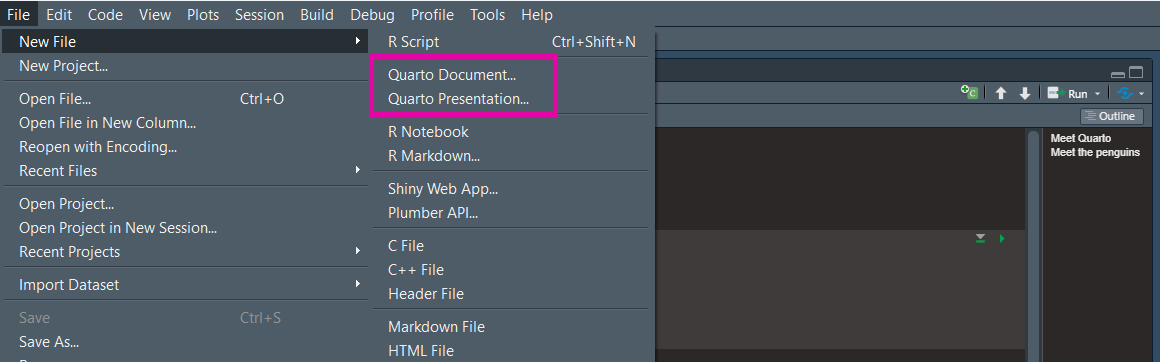 File Edit Code View Plots Session Build Debug Profile Tools Help
New File
New Project...
Open File... Ctrl+O
Open File in New Column...
Reopen with Encoding...
Recent Files
Open Project...
Open Project in New Session...
Recent Projects
Import Dataset
Save Ctrl+S
Save As...
R Script Ctrl+Shift+N
Quarto Document...
Quarto Presentation...
R Notebook
R Markdown...
Shiny Web App...
Plumber API...
C File
C++ File
Header File
Markdown File
HTML File
C Run
Outline
Meet Quarto
Meet the penguins